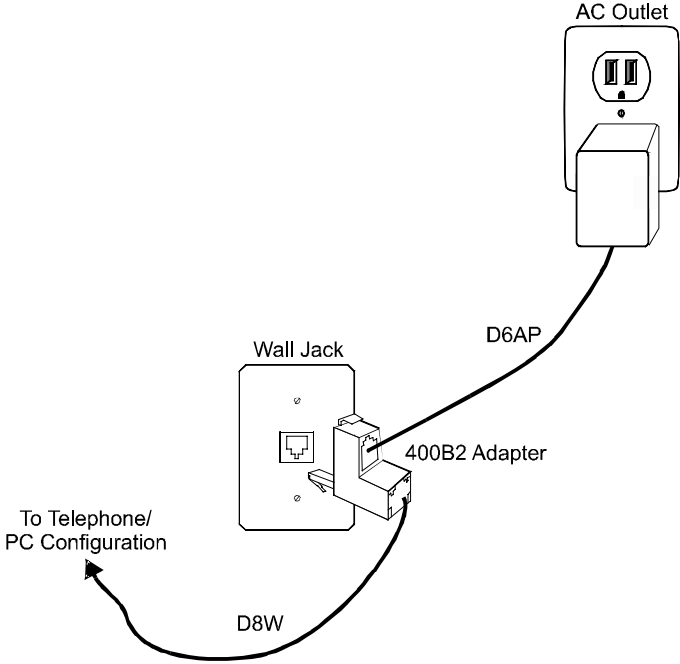 AC Outlet
D6AP
Wall Jack
400B2 Adapter
To Telephone/
PC Configuration
D8W